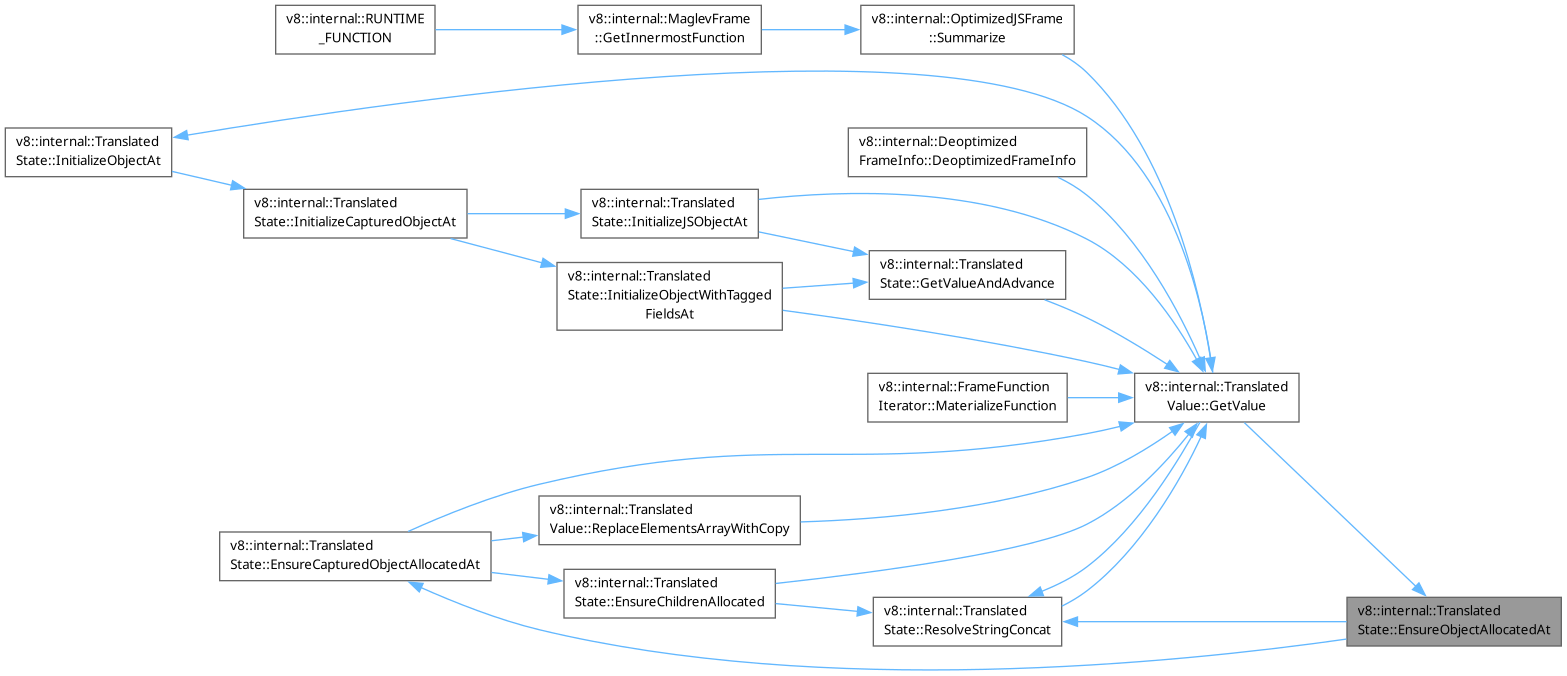 v8::internal::RUNTIME
_FUNCTION
v8::internal::MaglevFrame
::GetInnermostFunction
v8::internal::OptimizedJSFrame
::Summarize
v8::internal::Translated
State::InitializeObjectAt
v8::internal::Deoptimized
FrameInfo::DeoptimizedFrameInfo
v8::internal::Translated
State::InitializeCapturedObjectAt
v8::internal::Translated
State::InitializeJSObjectAt
v8::internal::Translated
State::GetValueAndAdvance
v8::internal::Translated
State::InitializeObjectWithTagged
FieldsAt
v8::internal::FrameFunction
Iterator::MaterializeFunction
v8::internal::Translated
Value::GetValue
v8::internal::Translated
Value::ReplaceElementsArrayWithCopy
v8::internal::Translated
State::EnsureCapturedObjectAllocatedAt
v8::internal::Translated
State::EnsureChildrenAllocated
v8::internal::Translated
State::ResolveStringConcat
v8::internal::Translated
State::EnsureObjectAllocatedAt